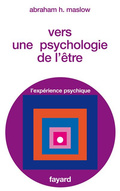 abraham h. maslow
vers
une psychologie
de l'être
l'expérience psychique
fayard